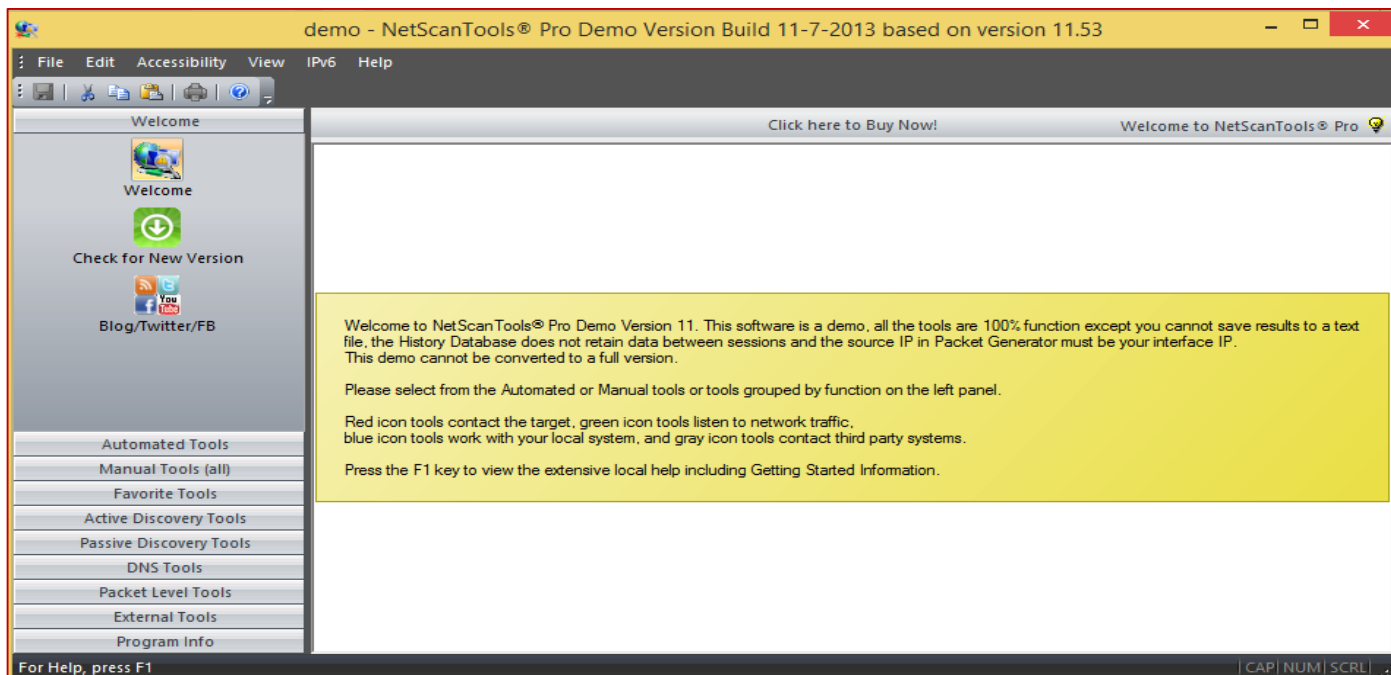 demo - NetScanTools® Pro Demo Version Build 11-7-2013 based on version 11.53
File Edit Accessibility View IPv6 Help
Welcome
Click here to Buy Now!
Welcome to NetScanTools® Pro
Welcome
Check for New Version
You
Tube
Blog/Twitter/FB
Welcome to NetScanTools® Pro Demo Version 11. This software is a demo, all the tools are 100% function except you cannot save results to a text
file, the History Database does not retain data between sessions and the source IP in Packet Generator must be your interface IP.
This demo cannot be converted to a full version.
Please select from the Automated or Manual tools or tools grouped by function on the left panel.
Red icon tools contact the target, green icon tools listen to network traffic,
blue icon tools work with your local system, and gray icon tools contact third party systems.
Press the F1 key to view the extensive local help including Getting Started Information.
Automated Tools
Manual Tools (all)
Favorite Tools
Active Discovery Tools
Passive Discovery Tools
DNS Tools
Packet Level Tools
External Tools
Program Info
For Help, press F1
CAP NUM SCRL